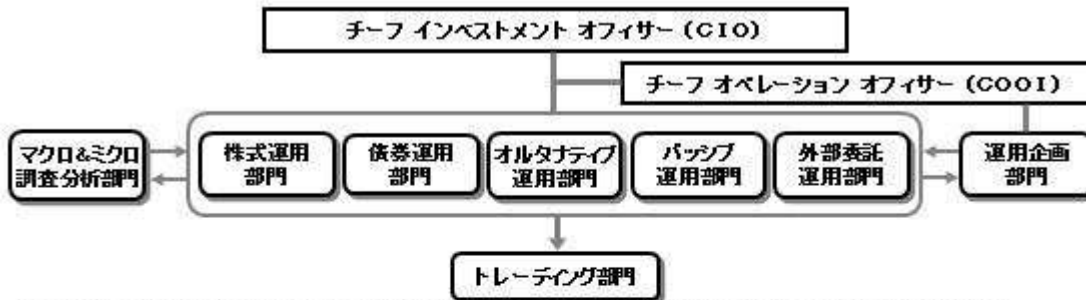 チーフ インベストメント オフィサー (CIO)
チーフ オペレーション オフィサー (COOI)
マクロ&ミクロ
調査分析部門
株式運用
部門
債券運用
部門
オルタナティブ
運用部門
パッシブ
運用部門
外部委託
運用部門
運用企画
部門
トレーディング部門